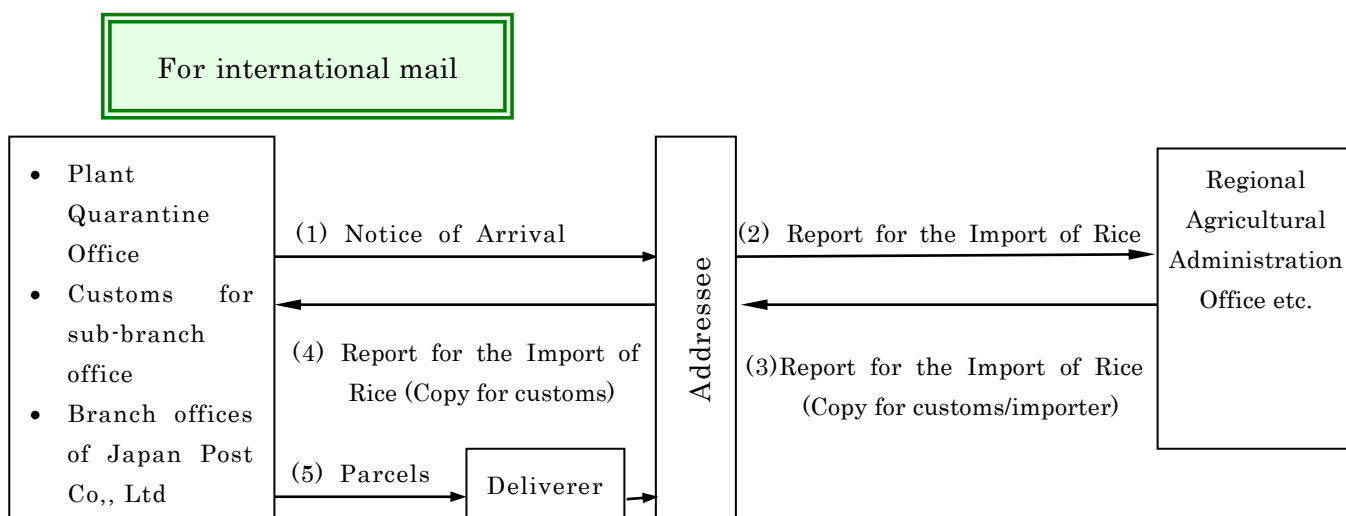 For international mail
• Plant
Quarantine
Office
• Customs for
sub-branch
office
• Branch offices
of Japan Post
Co,, Ltd
(1) Notice of Arrival
(4) Report for the Import of
Rice (Copy for customs)
(5) Parcels
Deliverer
Addressee
(2) Report for the Import of Rice
(3)Report for the Import of Rice
(Copy for customs/importer)
Regional
Agricultural
Administration
Office etc.